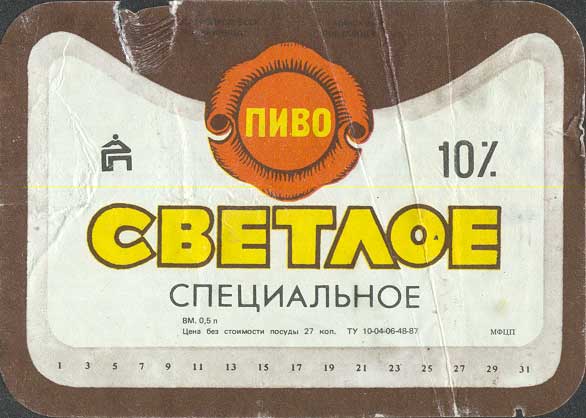 ПИВО
10%
СВЕТЛОЕ
СПЕЦИАЛЬНОЕ
ВМ. 0,5 л
Цена без стоимости посуды 27 коп. ТУ 10-04-06-48-87
МФЦП
1 3 5 7 9 11 13 15 17 19 21 23 25 27 29 31